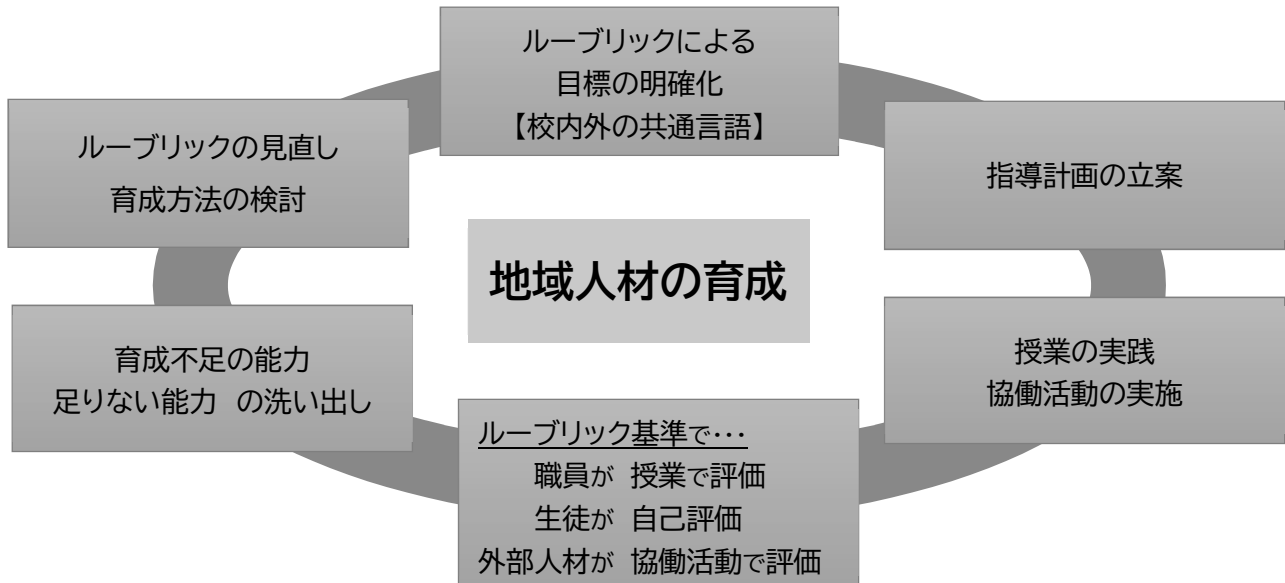 ルーブリックによる
目標の明確化
【校内外の共通言語】
指導計画の立案
授業の実践
協働活動の実施
ルーブリック基準で・・・
職員が 授業で評価
生徒が 自己評価
外部人材が 協働活動で評価
育成不足の能力
足りない能力 の洗い出し
ルーブリックの見直し
育成方法の検討
地域人材の育成